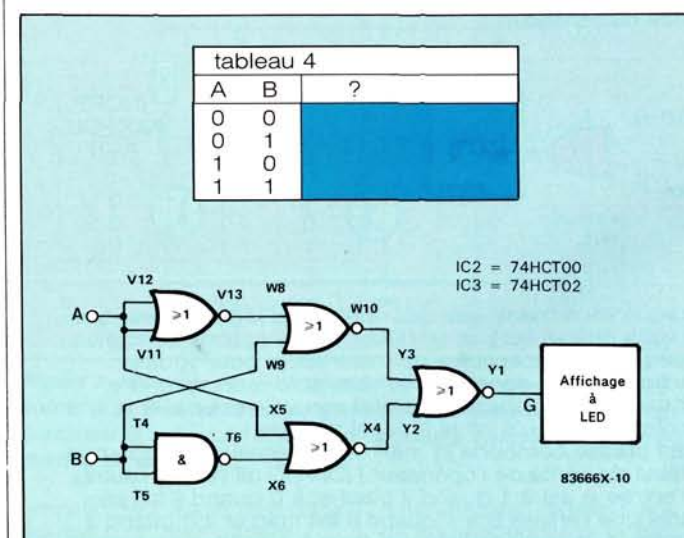 tableau 4
A B ?
0 0
0 1
1 0
1 1
IC2 = 74HCT00
IC3 = 74HCT02
V12 V13 W8 W10
A ≥1 ≥1
V11 W9 Y3 Y1
≥1 G Affichage
à
LED
T4 X5 X4 Y2
B & T6 ≥1
T5 X6 83666X-10